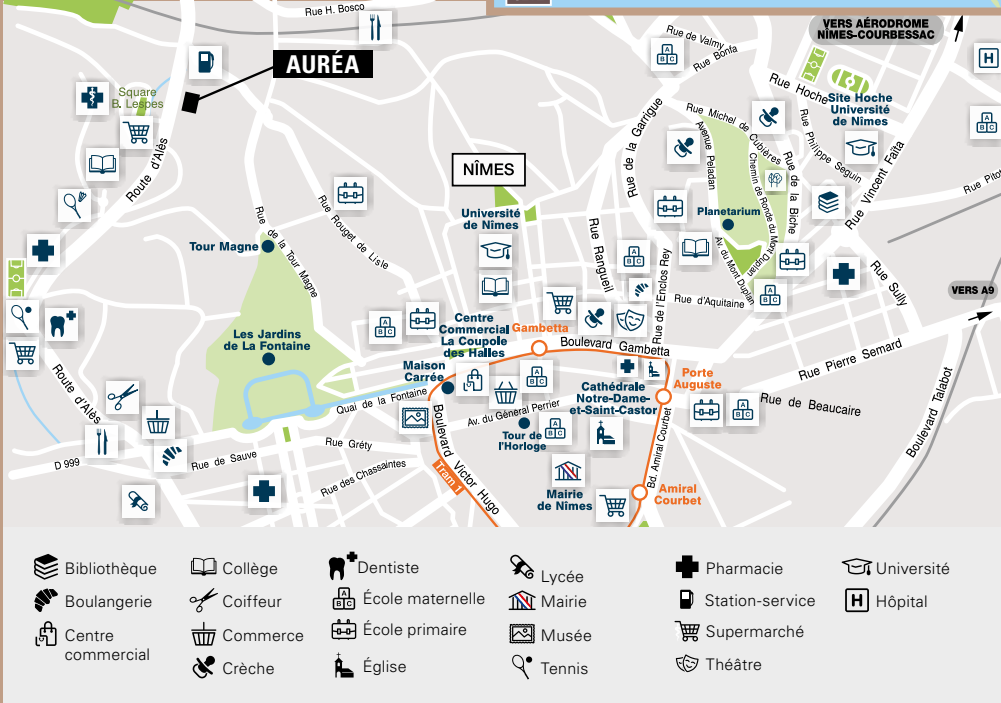 Rue H. Bosco
AURÉA
Square
B. Lespes
Route d'Alès
Rue de Valmy
Rue Bonfa
VERS AÉRODROME
NÎMES-COURBESSAC
Rue Hoche
Site Hoche
Université
de Nîmes
Rue Michel de Cubières
Rue Philippe Seguin
Rue Vincent Faïta
Rue de la Garrigue
Avenue Peladan
Chemin de Ronde du Mont Duplan
Rue de la Biche
Planetarium
Av. du Mont Duplan
NÎMES
Université
de Nîmes
Rue Rouget de Lisle
Rue de la Tour Magne
Tour Magne
Rue Rangueil
Rue de l'Enclos Rey
Rue d'Aquitaine
Rue Sully
VERS A9
Les Jardins
de La Fontaine
Centre
Commercial
La Coupole
des Halles
Gambetta
Boulevard Gambetta
Rue Pierre Semard
Maison
Carrée
Quai de la Fontaine
Cathédrale
Notre-Dame-
et-Saint-Castor
Porte
Auguste
Rue de Beaucaire
Boulevard Talabot
Route d'Alès
Av. du Général Perrier
Tour de
l'Horloge
Bd. Amiral Courbet
D 999
Rue de Sauve
Rue Gréty
Rue des Chassaintes
Boulevard Victor Hugo
Tram 1
Mairie
de Nîmes
Amiral
Courbet
Bibliothèque
Boulangerie
Centre
commercial
Collège
Coiffeur
Commerce
Crèche
Dentiste
École maternelle
École primaire
Église
Lycée
Mairie
Musée
Tennis
Pharmacie
Station-service
Supermarché
Théâtre
Université
Hôpital